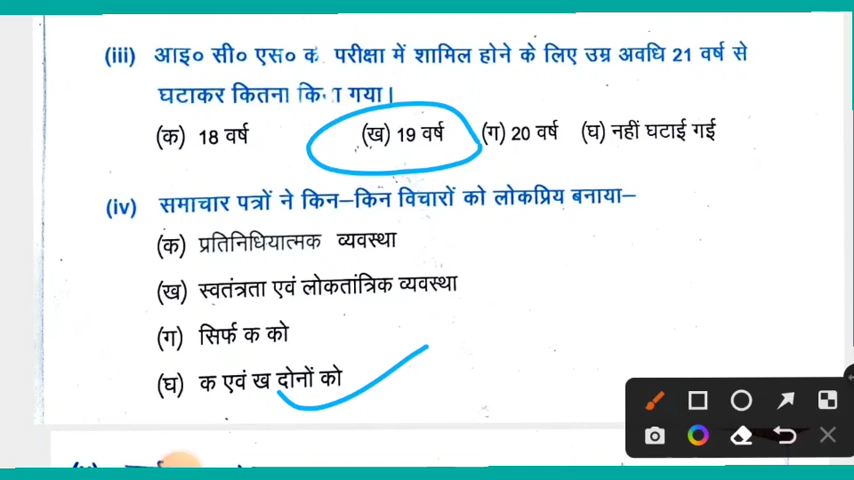 (iii) आइ० सी० एस० क परीक्षा में शामिल होने के लिए उम्र अवधि 21 वर्ष से
घटाकर कितना किया गया।
(क) 18 वर्ष (ख) 19 वर्ष (ग) 20 वर्ष (घ) नहीं घटाई गई
(iv) समाचार पत्रों ने किन–किन विचारों को लोकप्रिय बनाया–
(क) प्रतिनिधियात्मक व्यवस्था
(ख) स्वतंत्रता एवं लोकतांत्रिक व्यवस्था
(ग) सिर्फ क को
(घ) क एवं ख दोनों को